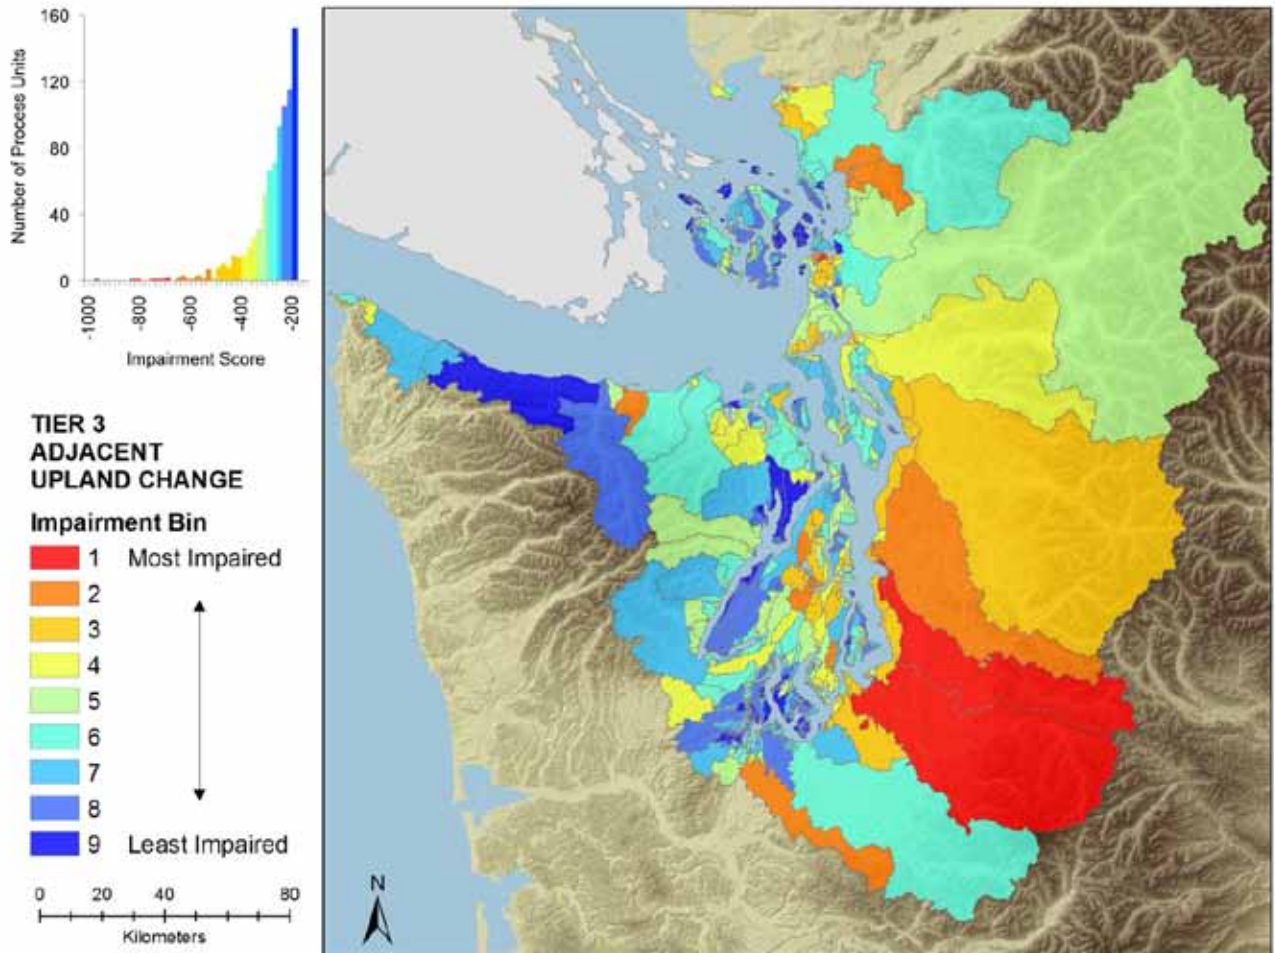 160
120
80
40
0
Number of Process Units
-1000
-800
-600
-400
-200
Impairment Score
TIER 3
ADJACENT
UPLAND CHANGE
Impairment Bin
1 Most Impaired
2
3
4
5
6
7
8
9 Least Impaired
0 20 40 60 80
Kilometers
N